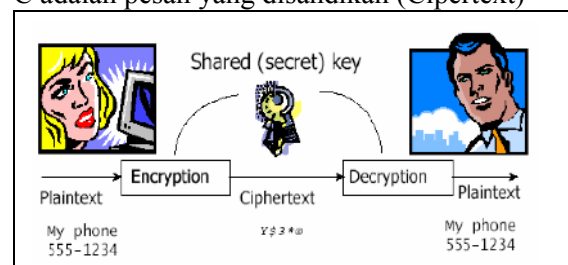 C adalah pesan yang disandikan (Cipertext)
Shared (secret) key
Encryption
Decryption
Plaintext
Ciphertext
Plaintext
My phone
555-1234
Y$3*@
My phone
555-1234